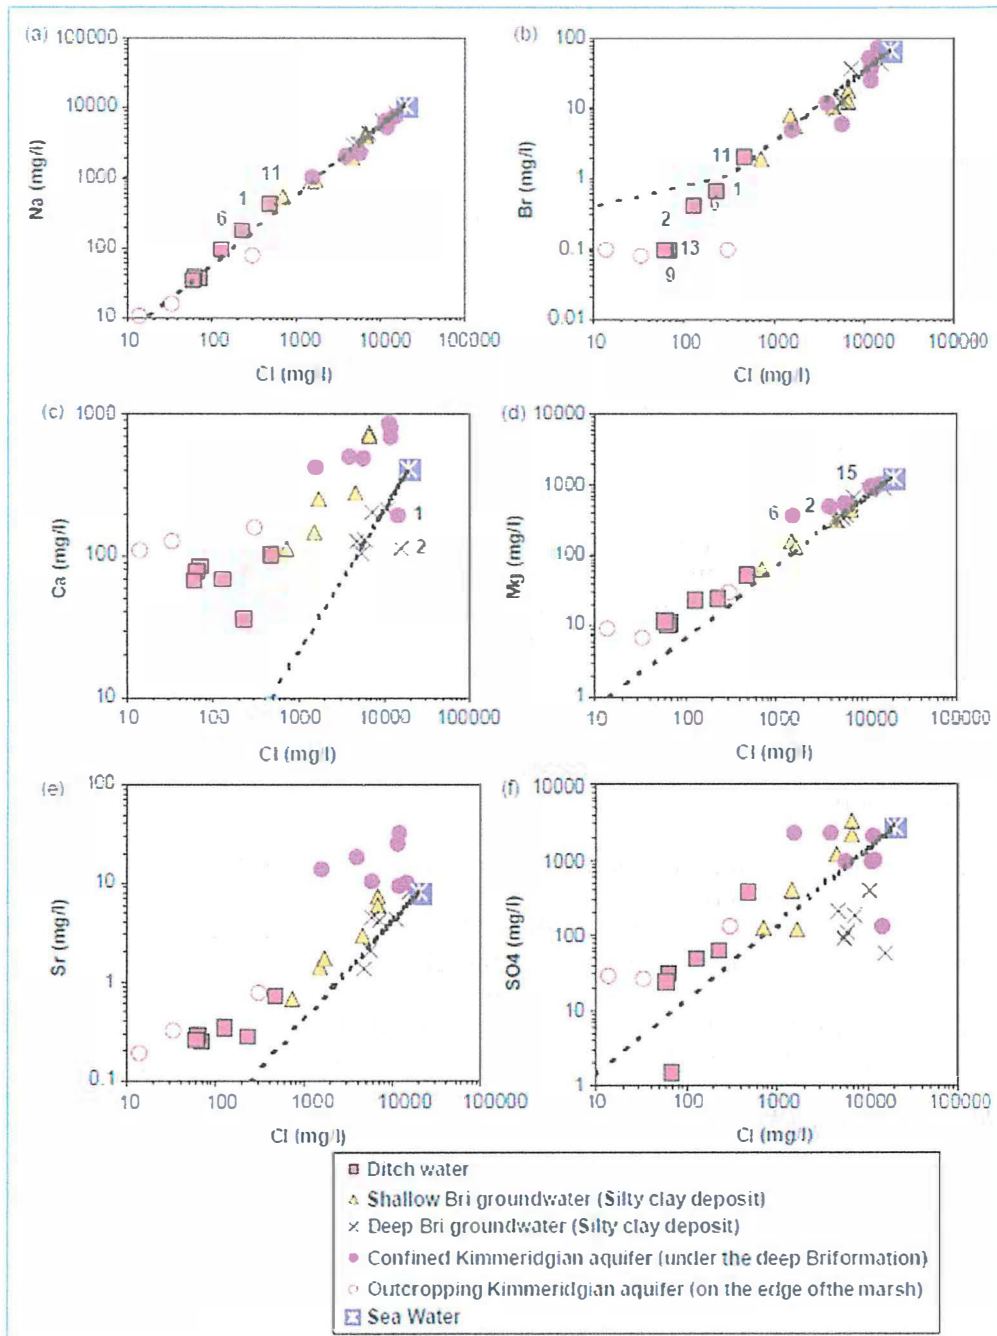 (a)
100000
10000
1000
100
10
Na (mg/l)
11
1
6
10 100 1000 10000 100000
Cl (mg/l)
(b)
100
10
1
0.1
0.01
Br (mg/l)
11
1
2
6
13
9
10 100 1000 10000 100000
Cl (mg/l)
(c)
1000
100
10
Ca (mg/l)
1
2
10 100 1000 10000 100000
Cl (mg/l)
(d)
10000
1000
100
10
1
Mg (mg/l)
15
2
6
10 100 1000 10000 100000
Cl (mg/l)
(e)
100
10
1
0.1
Sr (mg/l)
10 100 1000 10000 100000
Cl (mg/l)
(f)
10000
1000
100
10
1
SO4 (mg/l)
10 100 1000 10000 100000
Cl (mg/l)
Ditch water
Shallow Bri groundwater (Silty clay deposit)
Deep Bri groundwater (Silty clay deposit)
Confined Kimmeridgian aquifer (under the deep Briformation)
Outcropping Kimmeridgian aquifer (on the edge ofthe marsh)
Sea Water